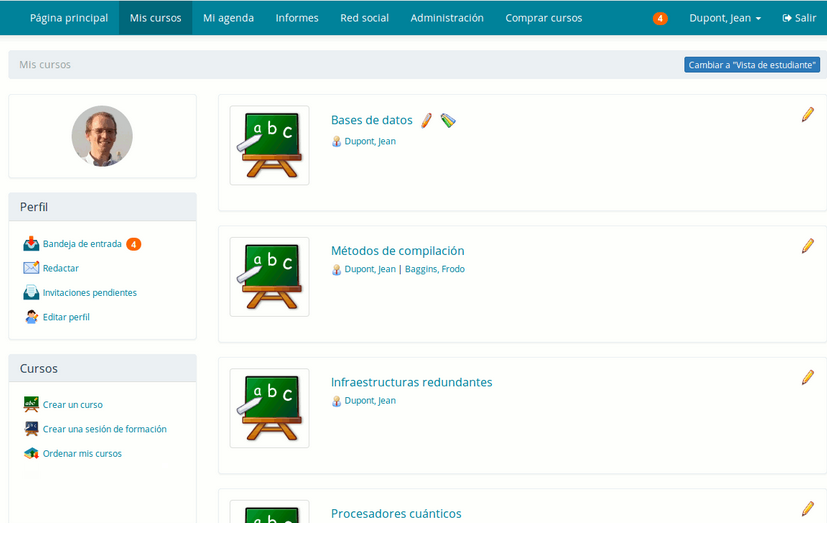 Página principal Mis cursos Mi agenda Informes Red social Administración Comprar cursos 4 Dupont, Jean Salir
Mis cursos Cambiar a "Vista de estudiante"
Perfil
Bandeja de entrada 4
Redactar
Invitaciones pendientes
Editar perfil
Cursos
Crear un curso
Crear una sesión de formación
Ordenar mis cursos
a b c
Bases de datos
Dupont, Jean
a b c
Métodos de compilación
Dupont, Jean | Baggins, Frodo
a b c
Infraestructuras redundantes
Dupont, Jean
a b c
Procesadores cuánticos